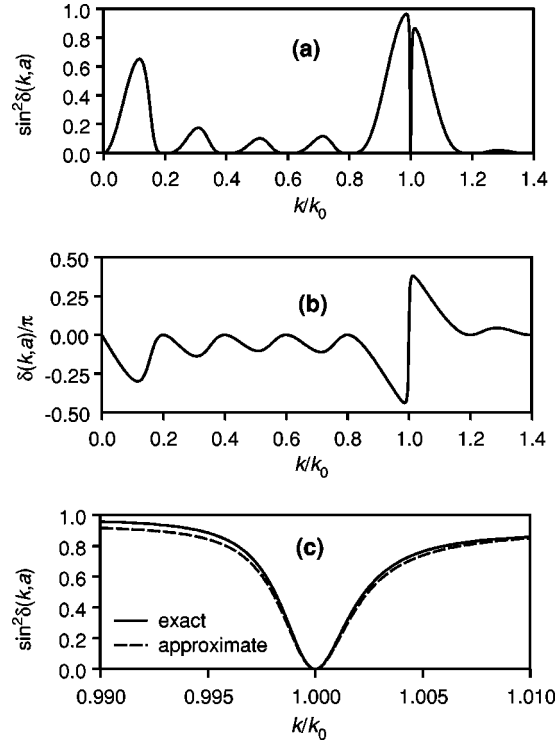 1.0
0.8
0.6
0.4
0.2
0.0
sin²δ(k,a)
(a)
0.0 0.2 0.4 0.6 0.8 1.0 1.2 1.4
k/k₀
0.50
0.25
0.00
-0.25
-0.50
δ(k,a)/π
(b)
0.0 0.2 0.4 0.6 0.8 1.0 1.2 1.4
k/k₀
1.0
0.8
0.6
0.4
0.2
0.0
sin²δ(k,a)
(c)
exact
approximate
0.990 0.995 1.000 1.005 1.010
k/k₀